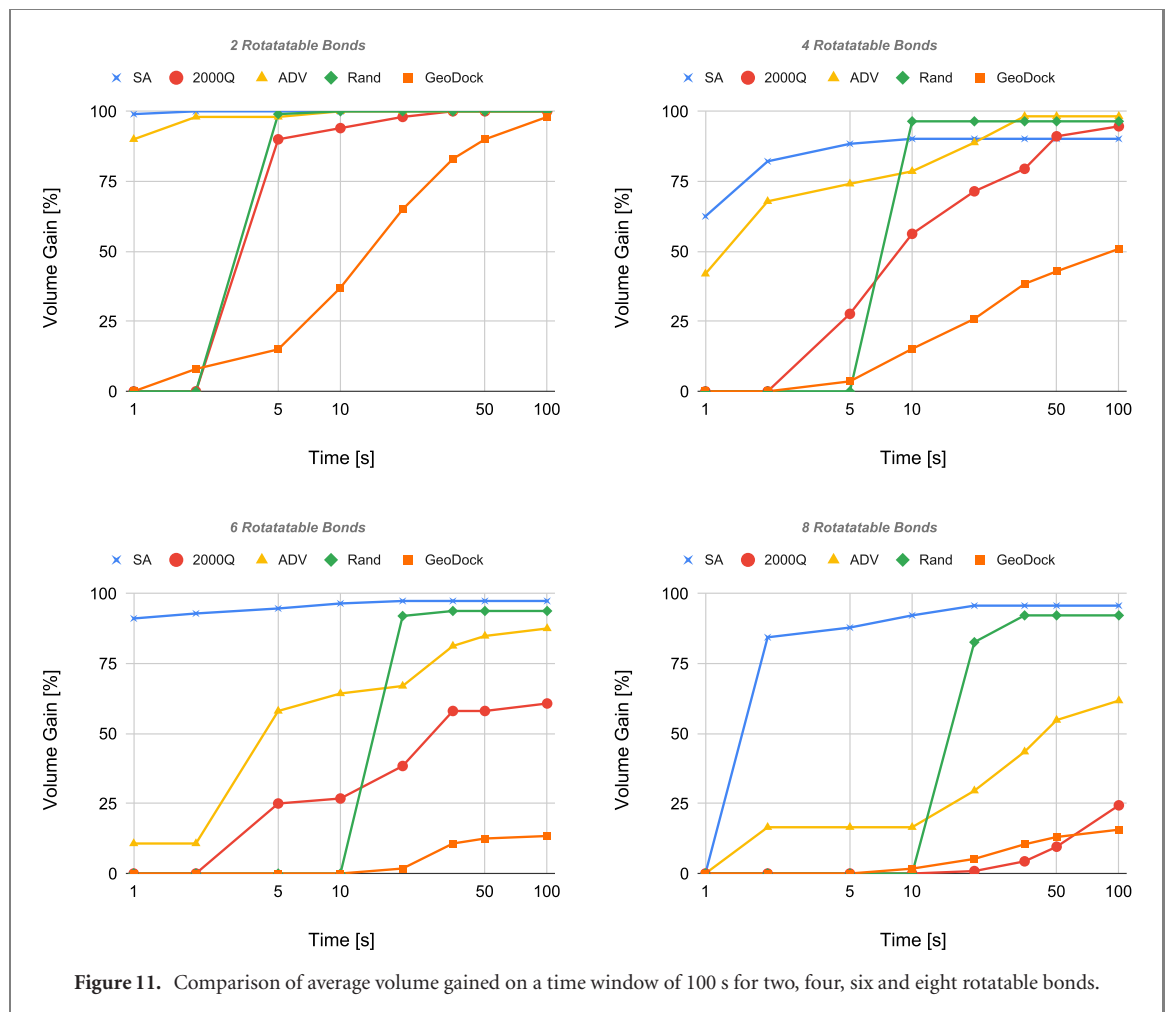 2 Rotatatable Bonds
SA 2000Q ADV Rand GeoDock
100
75
50
25
0
Volume Gain [%]
1 5 10 50 100
Time [s]
4 Rotatatable Bonds
SA 2000Q ADV Rand GeoDock
100
75
50
25
0
Volume Gain [%]
1 5 10 50 100
Time [s]
6 Rotatatable Bonds
SA 2000Q ADV Rand GeoDock
100
75
50
25
0
Volume Gain [%]
1 5 10 50 100
Time [s]
8 Rotatatable Bonds
SA 2000Q ADV Rand GeoDock
100
75
50
25
0
Volume Gain [%]
1 5 10 50 100
Time [s]
Figure 11. Comparison of average volume gained on a time window of 100 s for two, four, six and eight rotatable bonds.